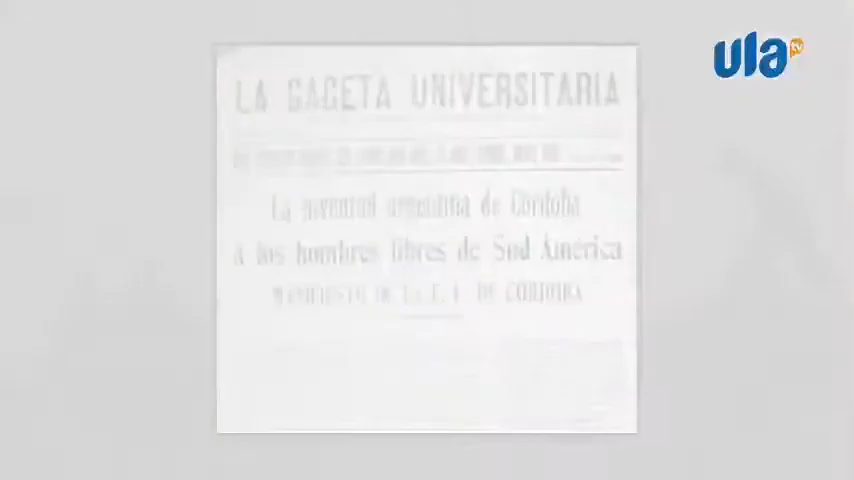 ula tv
LA GACETA UNIVERSITARIA
La juventud argentina de Córdoba
A los hombres libres de Sud América
MANIFIESTO DE LA F. U. DE CORDOBA